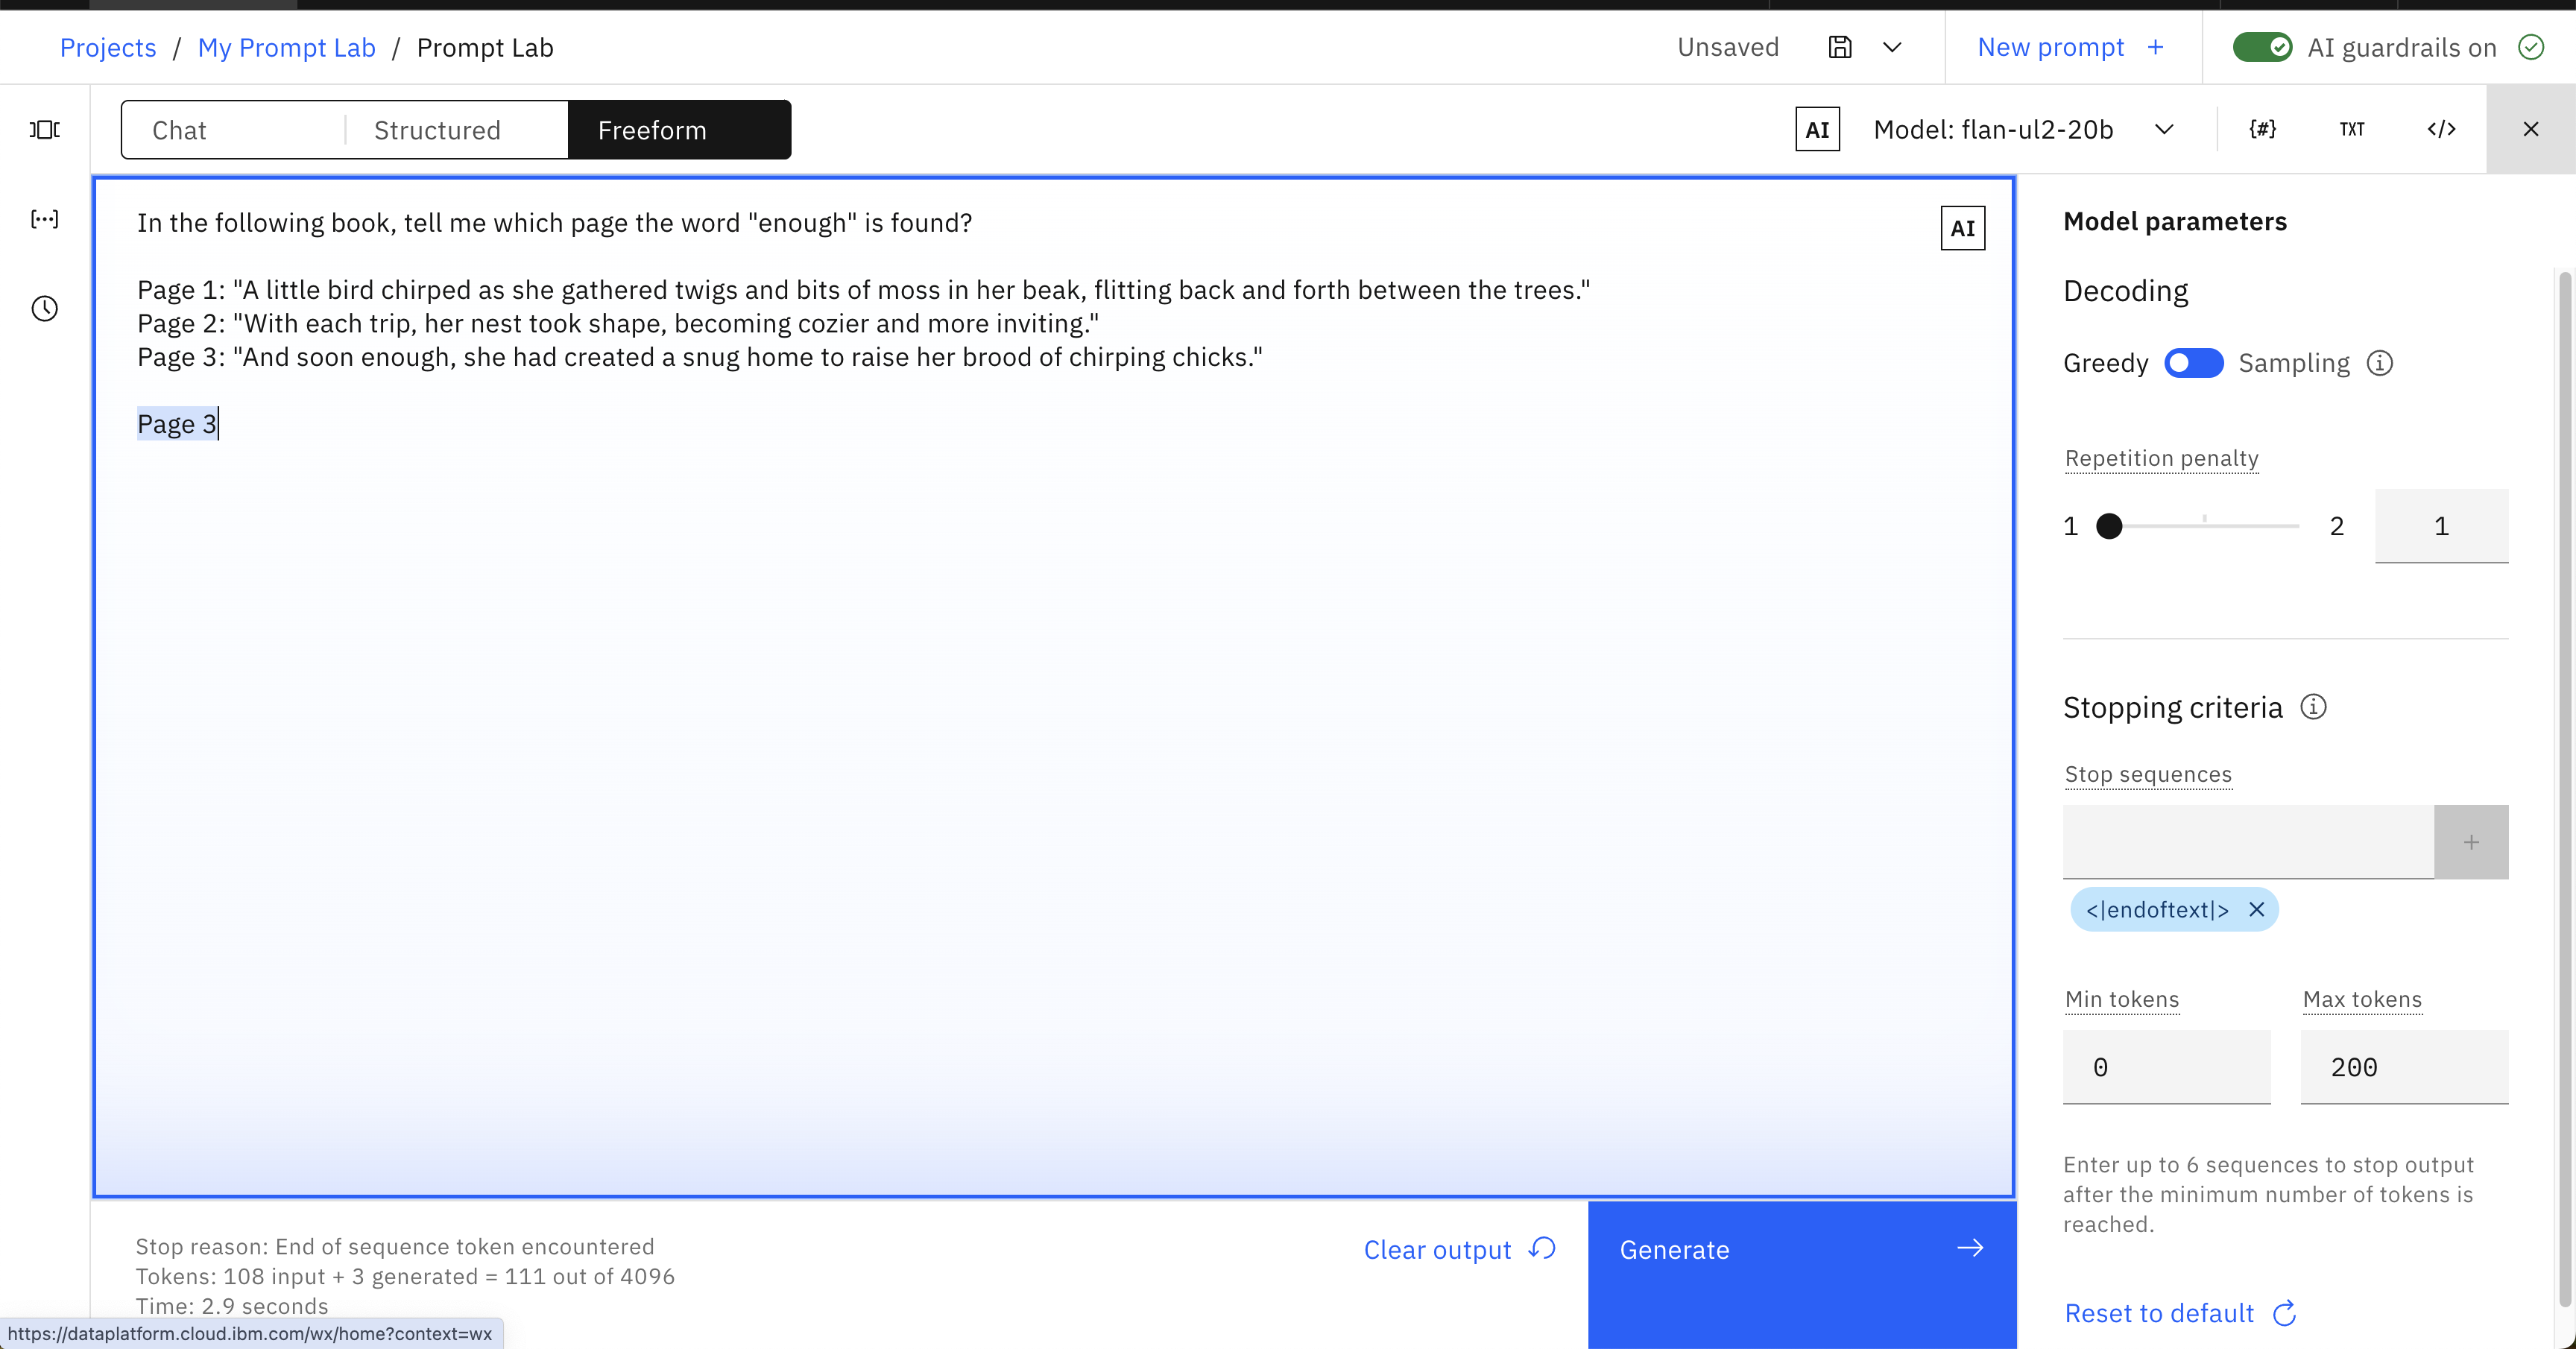 Projects / My Prompt Lab / Prompt Lab
Unsaved
New prompt +
AI guardrails on
Chat
Structured
Freeform
AI
Model: flan-ul2-20b
{#}
TXT
</>
In the following book, tell me which page the word "enough" is found?
AI
Page 1: "A little bird chirped as she gathered twigs and bits of moss in her beak, flitting back and forth between the trees."
Page 2: "With each trip, her nest took shape, becoming cozier and more inviting."
Page 3: "And soon enough, she had created a snug home to raise her brood of chirping chicks."
Page 3
Stop reason: End of sequence token encountered
Tokens: 108 input + 3 generated = 111 out of 4096
Time: 2.9 seconds
Clear output
Generate
https://dataplatform.cloud.ibm.com/wx/home?context=wx
Model parameters
Decoding
Greedy
Sampling
Repetition penalty
1
2
1
Stopping criteria
Stop sequences
+
<|endoftext|>
Min tokens
Max tokens
0
200
Enter up to 6 sequences to stop output
after the minimum number of tokens is
reached.
Reset to default